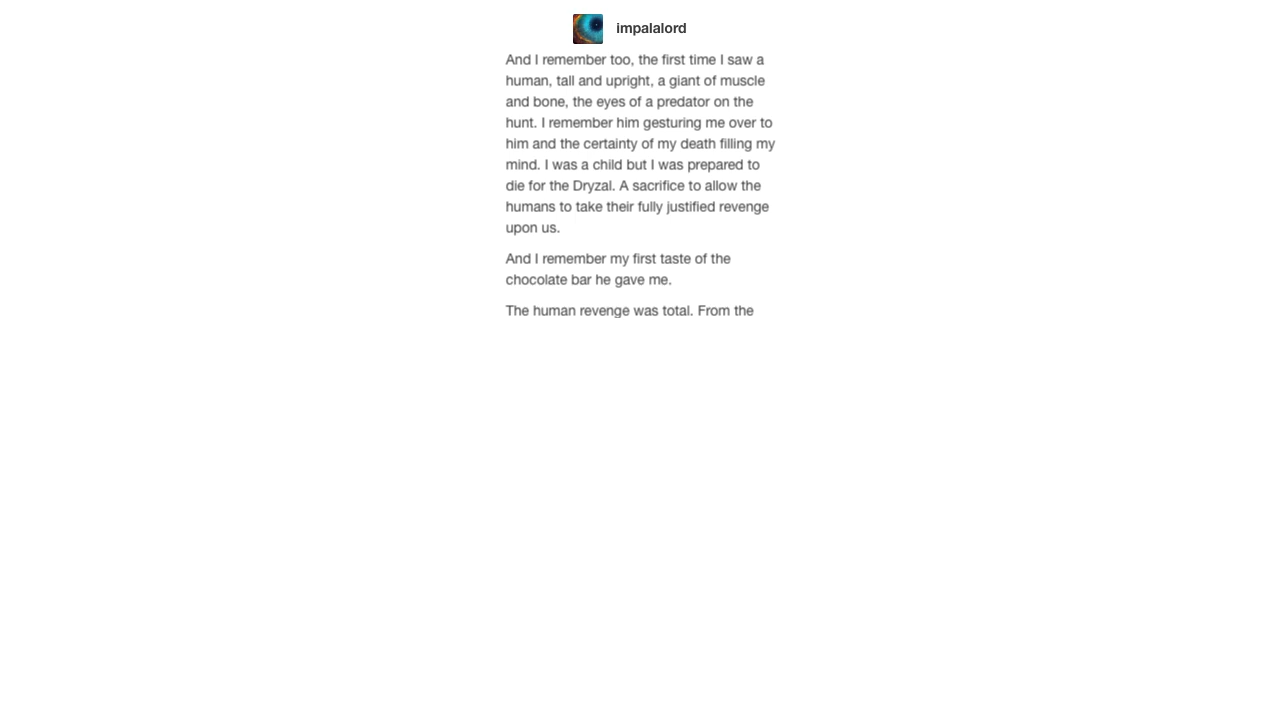 impalalord
And I remember too, the first time I saw a
human, tall and upright, a giant of muscle
and bone, the eyes of a predator on the
hunt. I remember him gesturing me over to
him and the certainty of my death filling my
mind. I was a child but I was prepared to
die for the Dryzal. A sacrifice to allow the
humans to take their fully justified revenge
upon us.
And I remember my first taste of the
chocolate bar he gave me.
The human revenge was total. From the